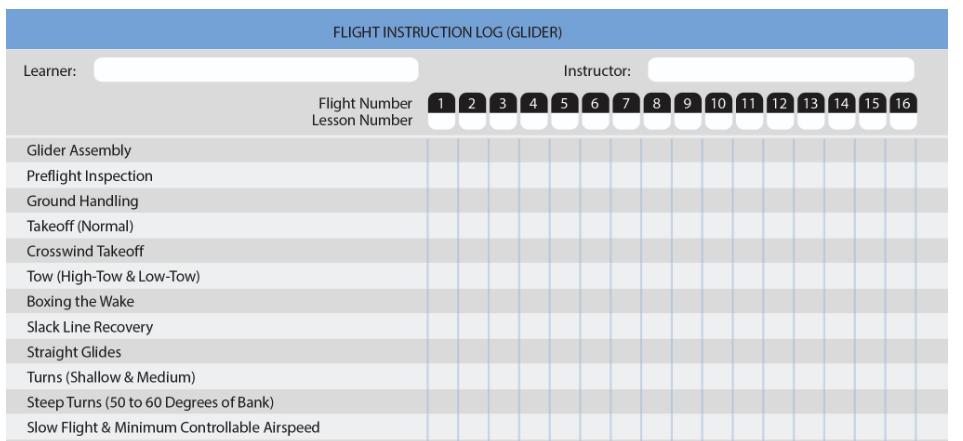 FLIGHT INSTRUCTION LOG (GLIDER)
Learner: Instructor:
Flight Number 1 2 3 4 5 6 7 8 9 10 11 12 13 14 15 16
Lesson Number
Glider Assembly
Preflight Inspection
Ground Handling
Takeoff (Normal)
Crosswind Takeoff
Tow (High-Tow & Low-Tow)
Boxing the Wake
Slack Line Recovery
Straight Glides
Turns (Shallow & Medium)
Steep Turns (50 to 60 Degrees of Bank)
Slow Flight & Minimum Controllable Airspeed